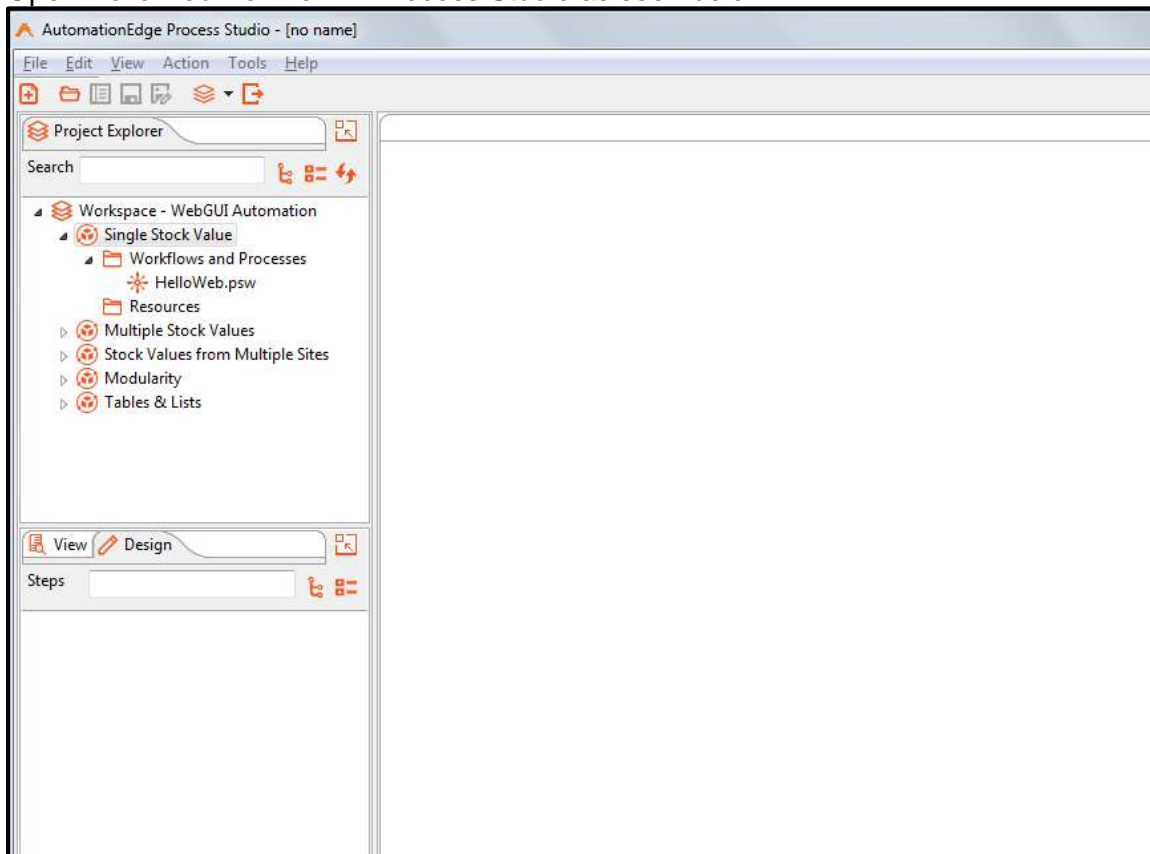 AutomationEdge Process Studio - [no name]
File Edit View Action Tools Help
Project Explorer
Search
Workspace - WebGUI Automation
Single Stock Value
Workflows and Processes
HelloWeb.psw
Resources
Multiple Stock Values
Stock Values from Multiple Sites
Modularity
Tables & Lists
View Design
Steps